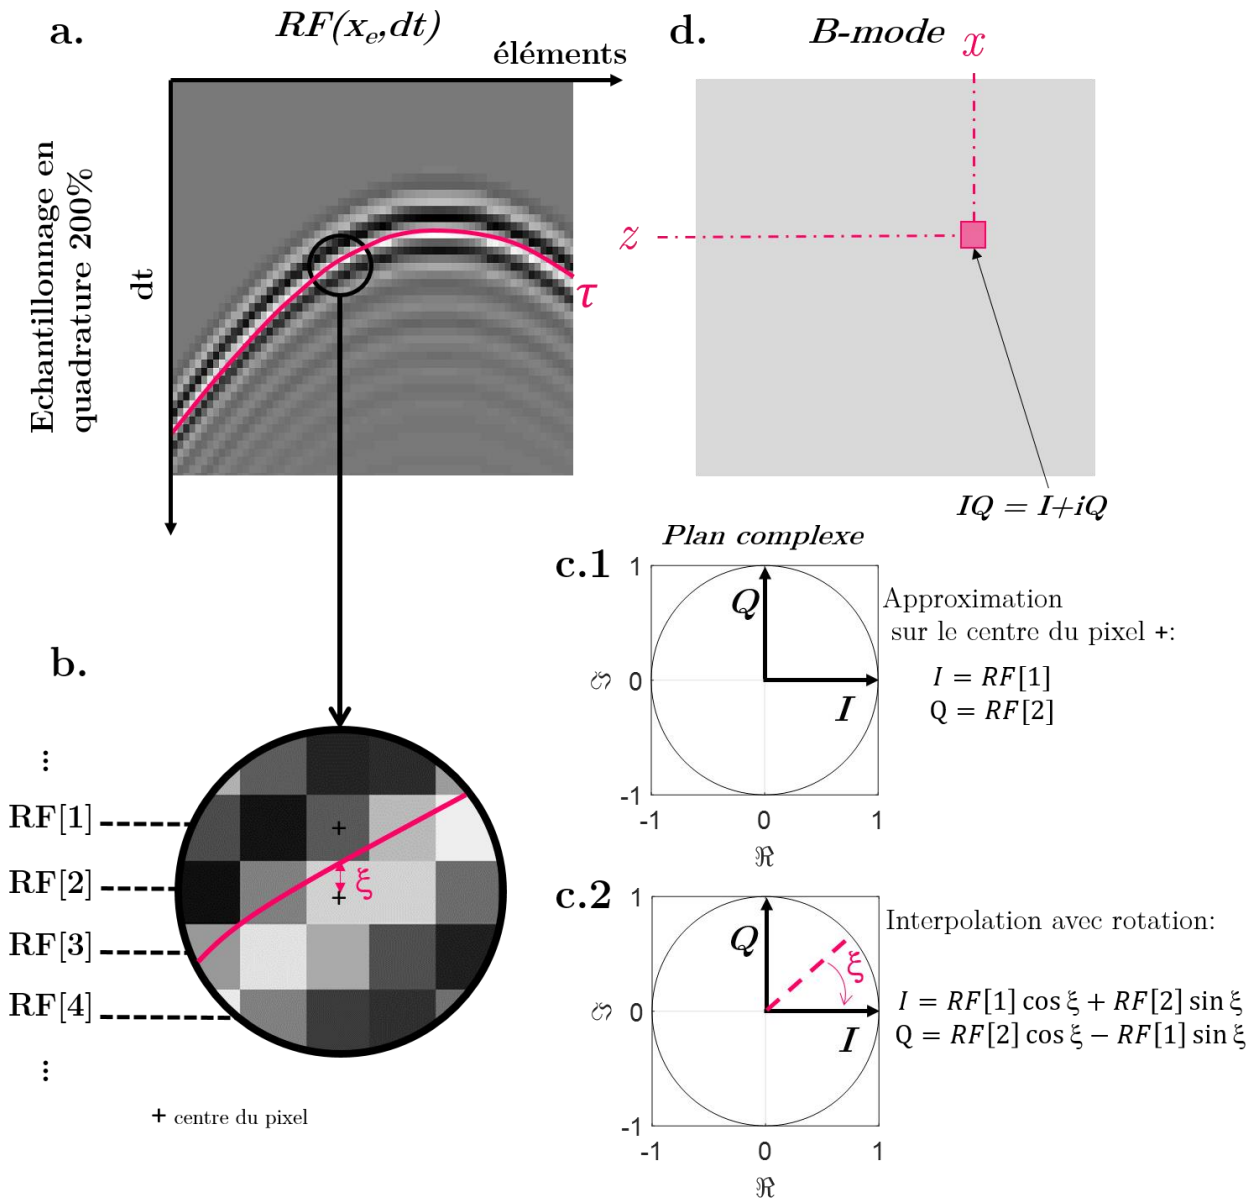 a.
RF(xₑ,dt)
éléments
Echantillonnage en
quadrature 200%
dt
τ
d.
B-mode
x
z
IQ = I+iQ
b.
⋮
RF[1]
RF[2]
RF[3]
RF[4]
⋮
+
ξ
+
+ centre du pixel
Plan complexe
c.1
1
Q
ℑ 0
I
-1
-1 0 1
ℜ
Approximation
sur le centre du pixel +:
I = RF[1]
Q = RF[2]
c.2
1
Q
ξ
ℑ 0
I
-1
-1 0 1
ℜ
Interpolation avec rotation:
I = RF[1] cos ξ + RF[2] sin ξ
Q = RF[2] cos ξ − RF[1] sin ξ